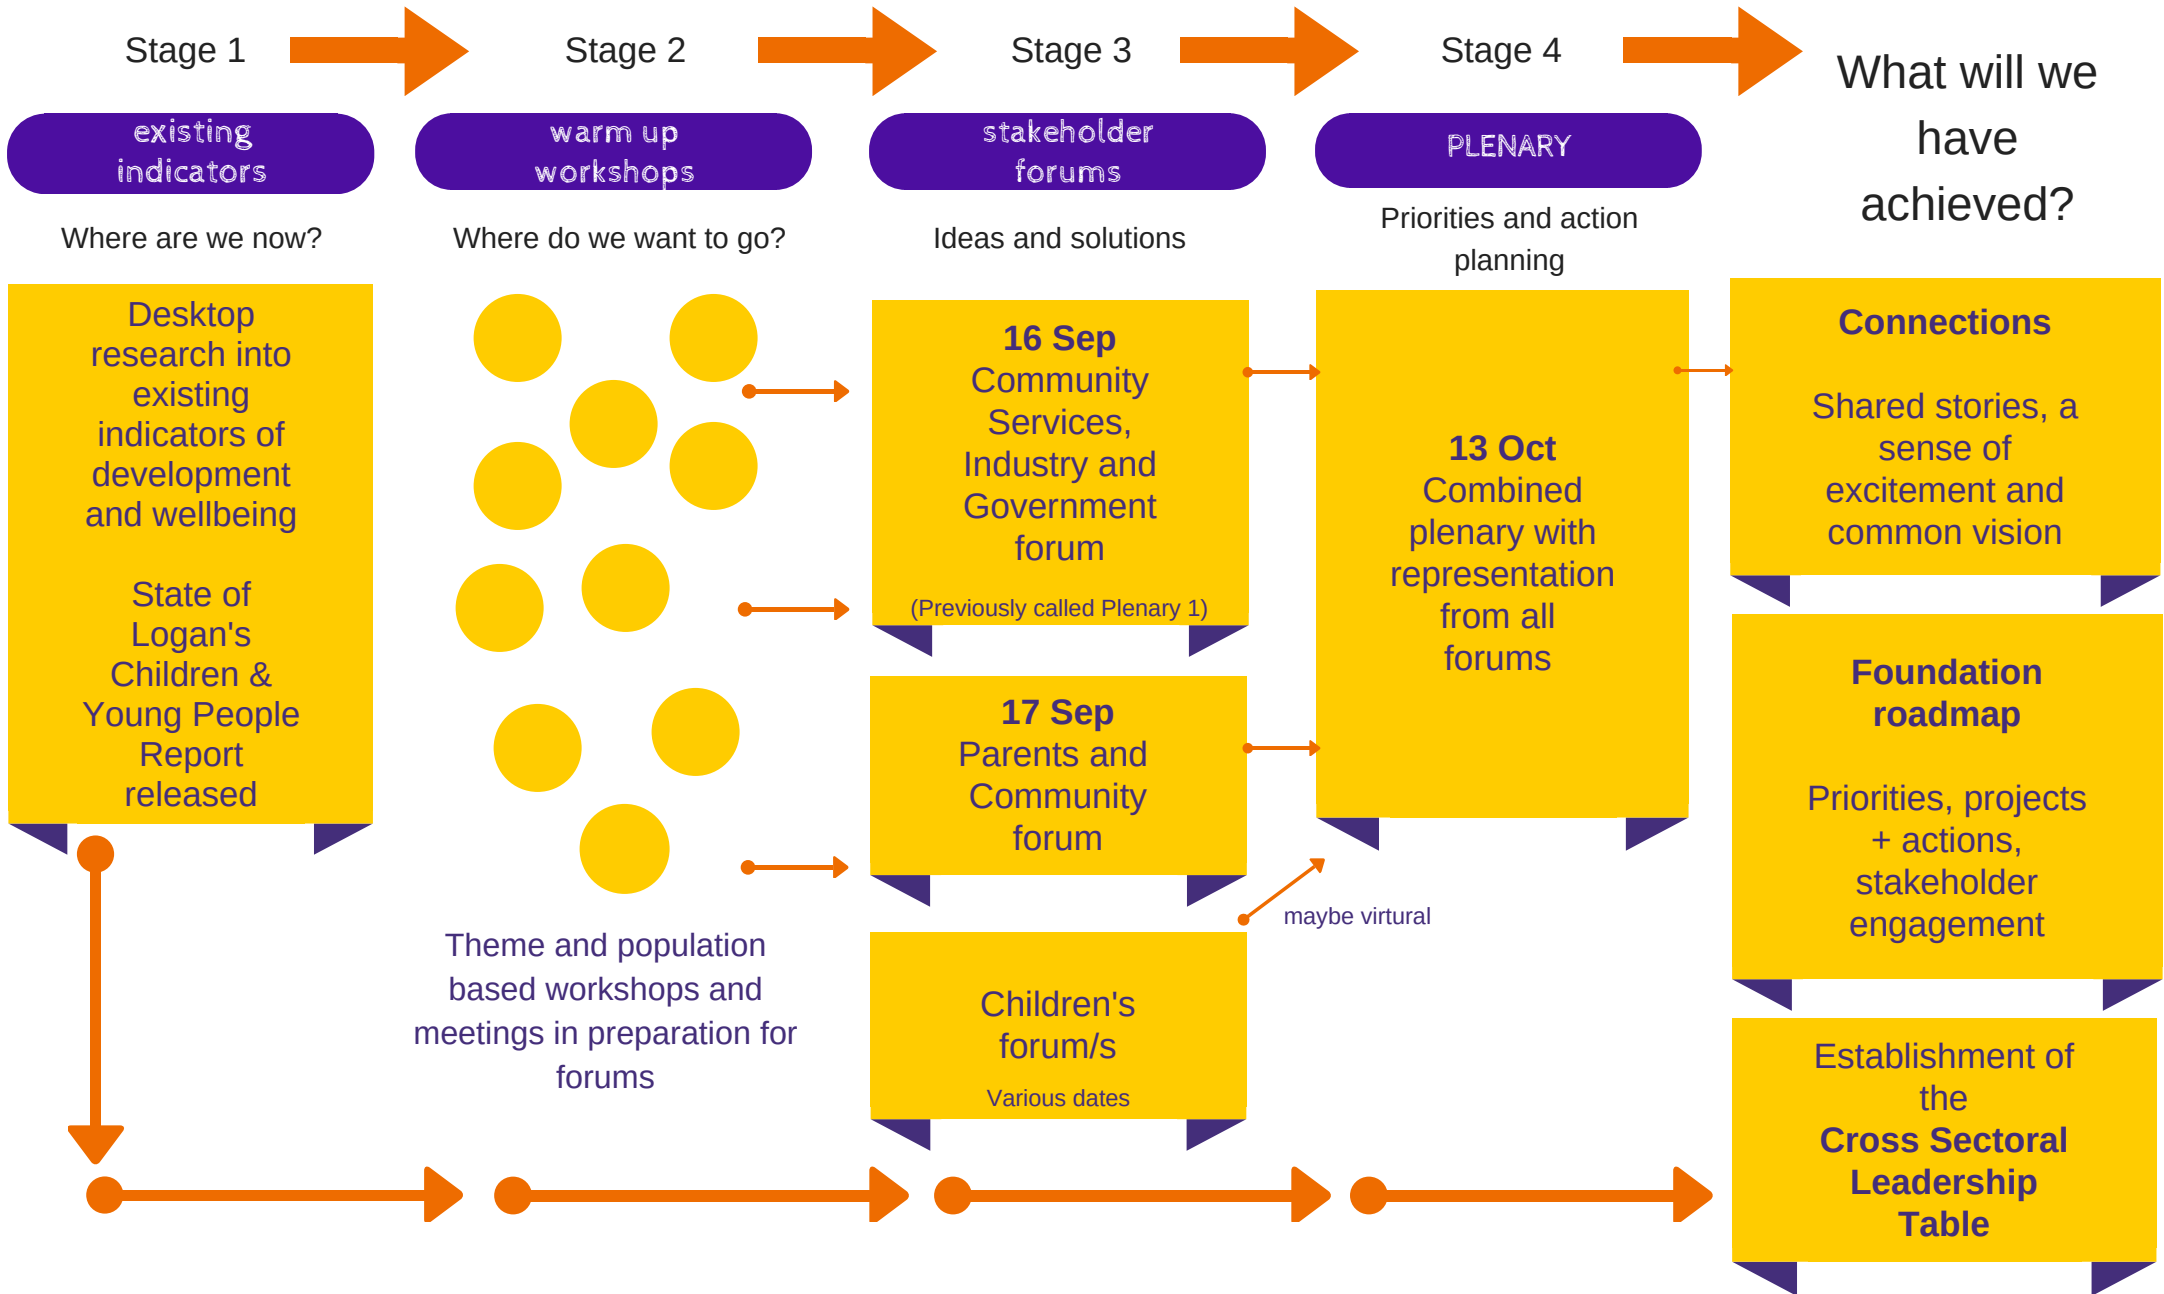 Stage 1
existing
indicators
Where are we now?
Desktop
research into
existing
indicators of
development
and wellbeing
State of
Logan's
Children &
Young People
Report
released
Stage 2
warm up
workshops
Where do we want to go?
Theme and population
based workshops and
meetings in preparation for
forums
Stage 3
stakeholder
forums
Ideas and solutions
16 Sep
Community
Services,
Industry and
Government
forum
(Previously called Plenary 1)
17 Sep
Parents and
Community
forum
Children's
forum/s
Various dates
maybe virtural
Stage 4
PLENARY
Priorities and action
planning
13 Oct
Combined
plenary with
representation
from all
forums
What will we
have
achieved?
Connections
Shared stories, a
sense of
excitement and
common vision
Foundation
roadmap
Priorities, projects
+ actions,
stakeholder
engagement
Establishment of
the
Cross Sectoral
Leadership
Table